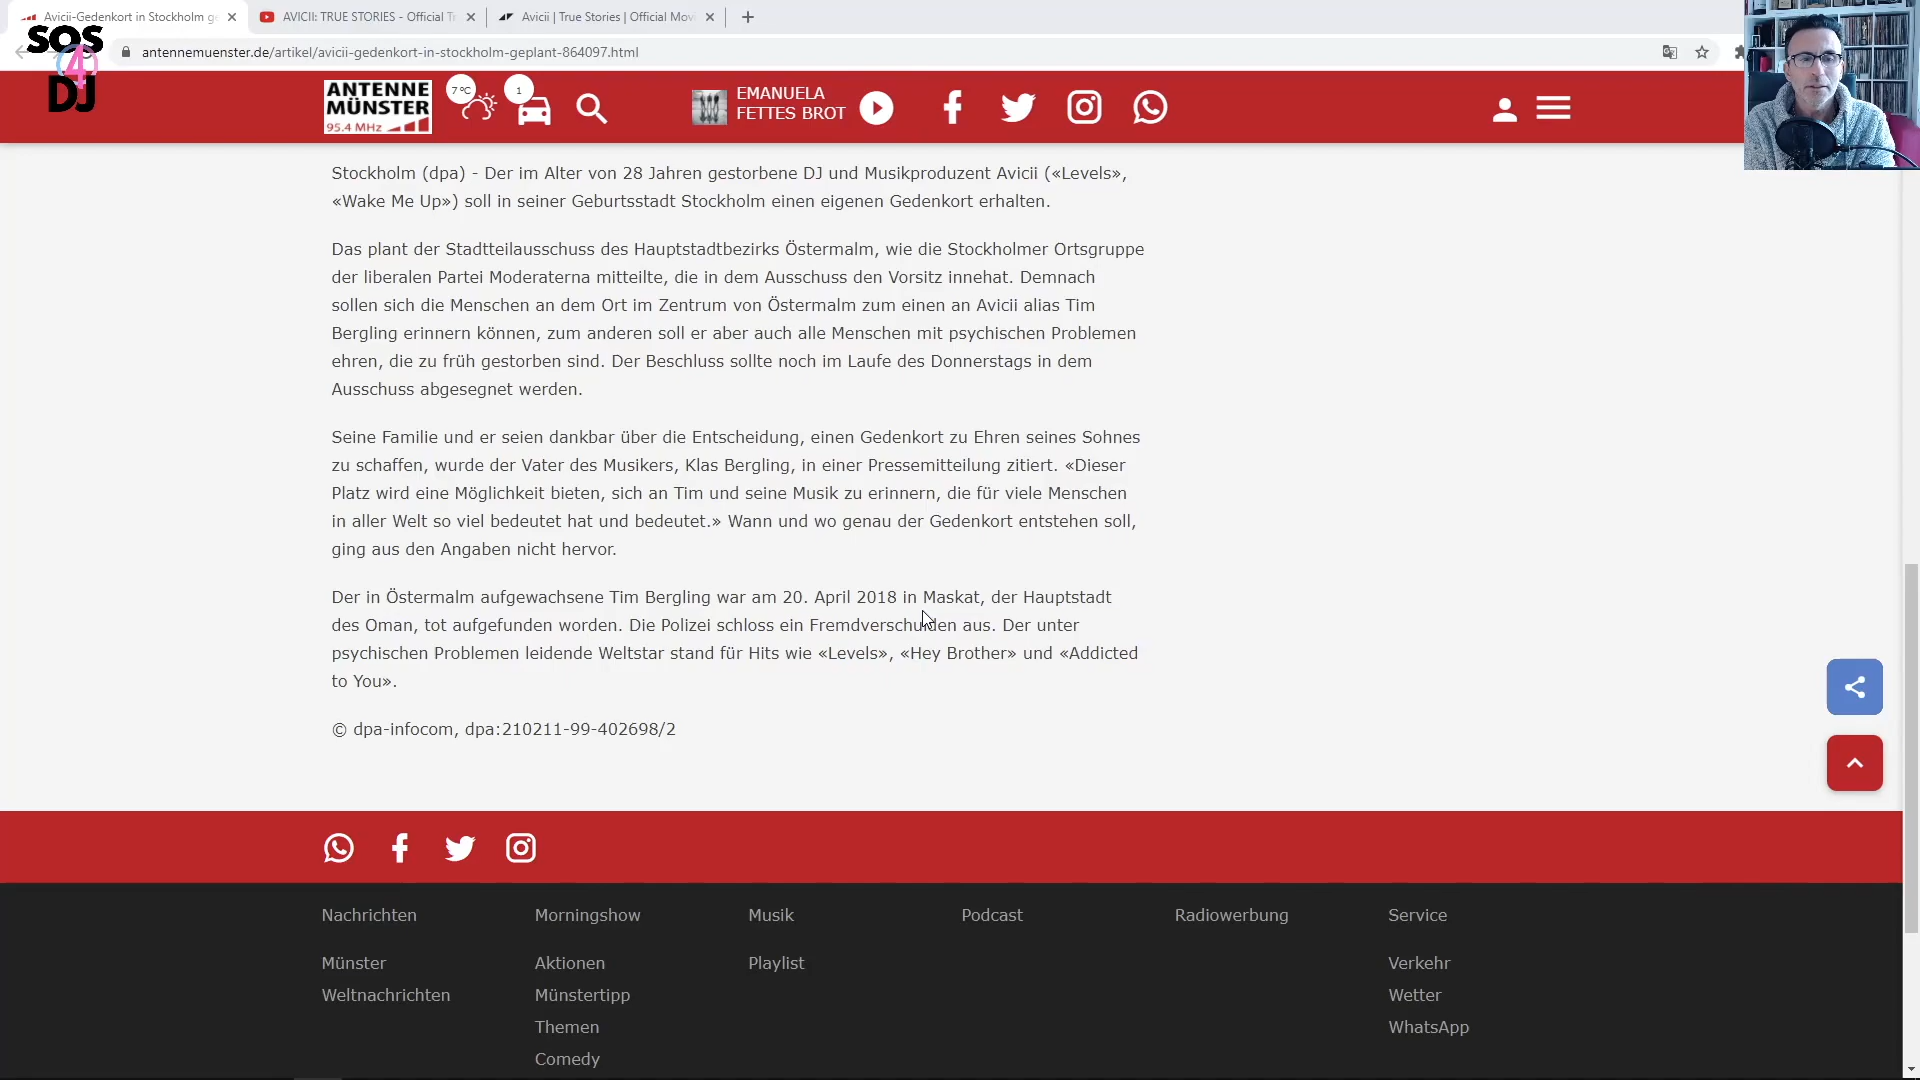 Avicii-Gedenkort in Stockholm ge
AVICII: TRUE STORIES - Official T
Avicii | True Stories | Official Mov
SOS
4
DJ
antennemuenster.de/artikel/avicii-gedenkort-in-stockholm-geplant-864097.html
ANTENNE
MÜNSTER
95.4 MHz
7 °C
1
EMANUELA
FETTES BROT
Stockholm (dpa) - Der im Alter von 28 Jahren gestorbene DJ und Musikproduzent Avicii («Levels»,
«Wake Me Up») soll in seiner Geburtsstadt Stockholm einen eigenen Gedenkort erhalten.
Das plant der Stadtteilausschuss des Hauptstadtbezirks Östermalm, wie die Stockholmer Ortsgruppe
der liberalen Partei Moderaterna mitteilte, die in dem Ausschuss den Vorsitz innehat. Demnach
sollen sich die Menschen an dem Ort im Zentrum von Östermalm zum einen an Avicii alias Tim
Bergling erinnern können, zum anderen soll er aber auch alle Menschen mit psychischen Problemen
ehren, die zu früh gestorben sind. Der Beschluss sollte noch im Laufe des Donnerstags in dem
Ausschuss abgesegnet werden.
Seine Familie und er seien dankbar über die Entscheidung, einen Gedenkort zu Ehren seines Sohnes
zu schaffen, wurde der Vater des Musikers, Klas Bergling, in einer Pressemitteilung zitiert. «Dieser
Platz wird eine Möglichkeit bieten, sich an Tim und seine Musik zu erinnern, die für viele Menschen
in aller Welt so viel bedeutet hat und bedeutet.» Wann und wo genau der Gedenkort entstehen soll,
ging aus den Angaben nicht hervor.
Der in Östermalm aufgewachsene Tim Bergling war am 20. April 2018 in Maskat, der Hauptstadt
des Oman, tot aufgefunden worden. Die Polizei schloss ein Fremdverschulden aus. Der unter
psychischen Problemen leidende Weltstar stand für Hits wie «Levels», «Hey Brother» und «Addicted
to You».
© dpa-infocom, dpa:210211-99-402698/2
Nachrichten
Morningshow
Musik
Podcast
Radiowerbung
Service
Münster
Aktionen
Playlist
Verkehr
Weltnachrichten
Münstertipp
Wetter
Themen
WhatsApp
Comedy